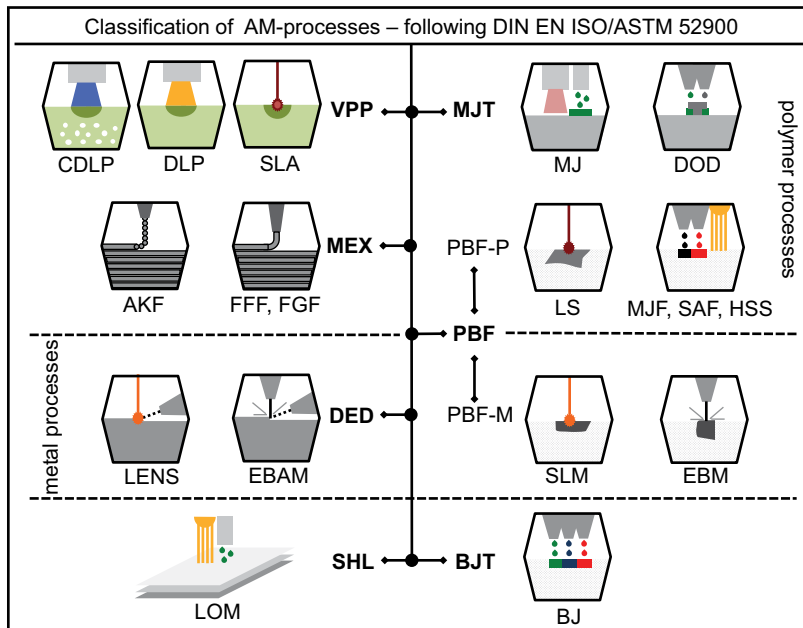 Classification of AM-processes – following DIN EN ISO/ASTM 52900
polymer processes
VPP
MJT
CDLP
DLP
SLA
MJ
DOD
MEX
PBF-P
AKF
FFF, FGF
LS
MJF, SAF, HSS
PBF
metal processes
DED
PBF-M
LENS
EBAM
SLM
EBM
SHL
BJT
LOM
BJ